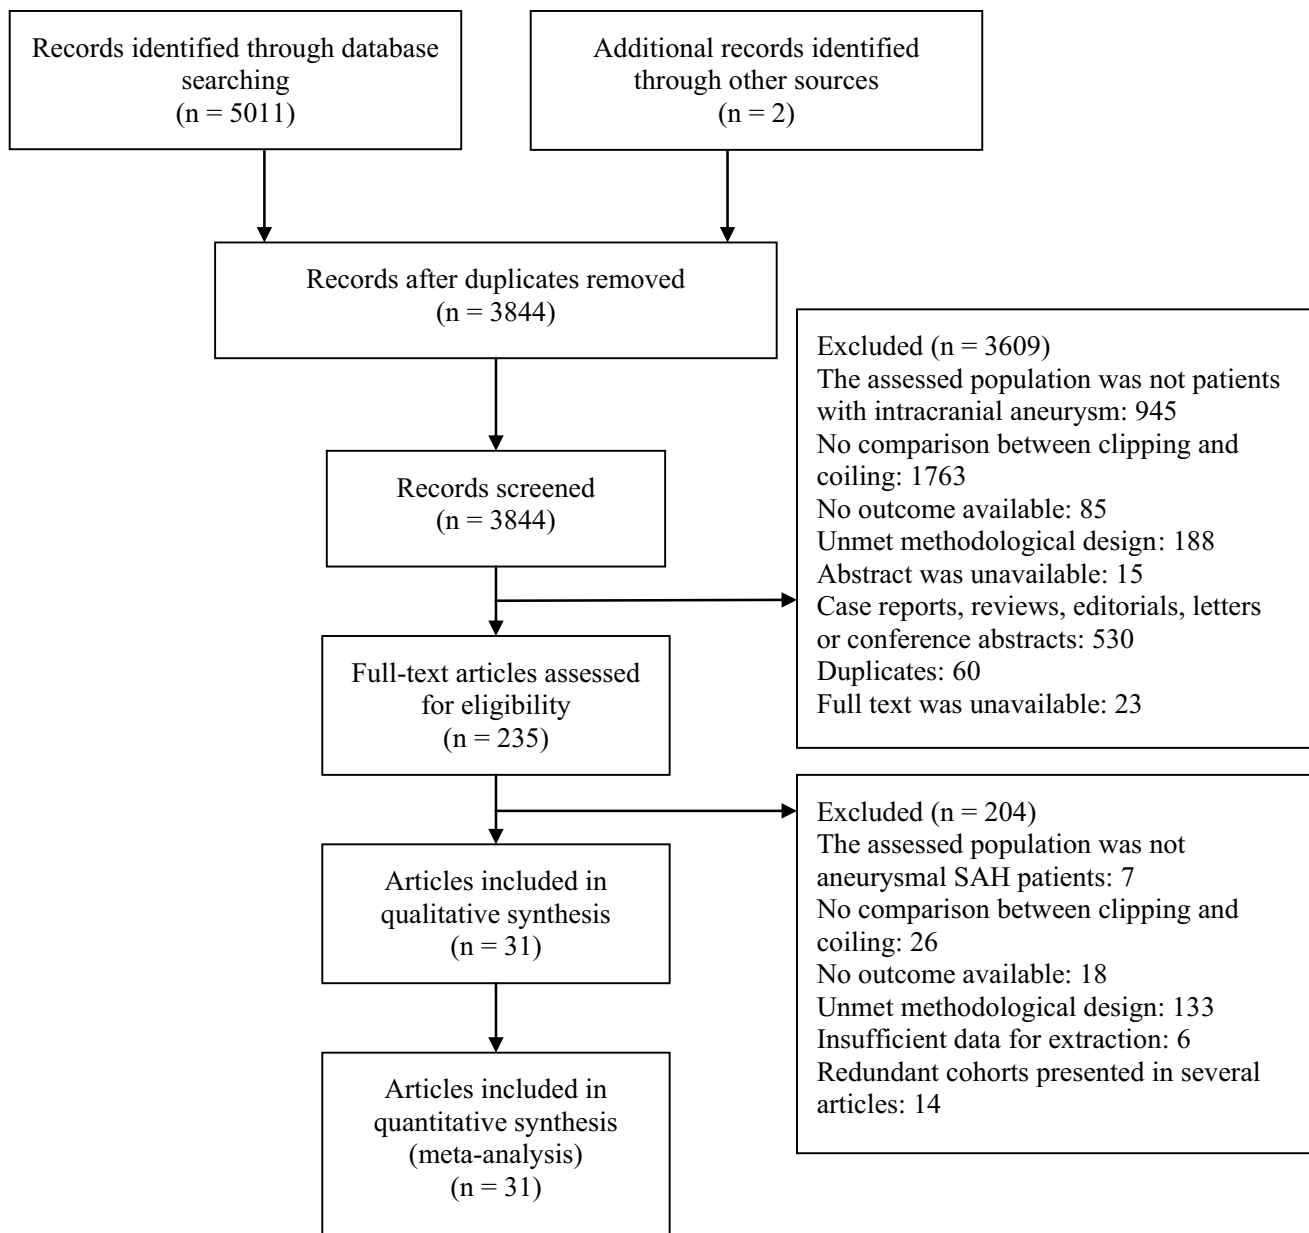 Records identified through database
searching
(n = 5011)
Additional records identified
through other sources
(n = 2)
Records after duplicates removed
(n = 3844)
Records screened
(n = 3844)
Excluded (n = 3609)
The assessed population was not patients
with intracranial aneurysm: 945
No comparison between clipping and
coiling: 1763
No outcome available: 85
Unmet methodological design: 188
Abstract was unavailable: 15
Case reports, reviews, editorials, letters
or conference abstracts: 530
Duplicates: 60
Full text was unavailable: 23
Full-text articles assessed
for eligibility
(n = 235)
Excluded (n = 204)
The assessed population was not
aneurysmal SAH patients: 7
No comparison between clipping and
coiling: 26
No outcome available: 18
Unmet methodological design: 133
Insufficient data for extraction: 6
Redundant cohorts presented in several
articles: 14
Articles included in
qualitative synthesis
(n = 31)
Articles included in
quantitative synthesis
(meta-analysis)
(n = 31)